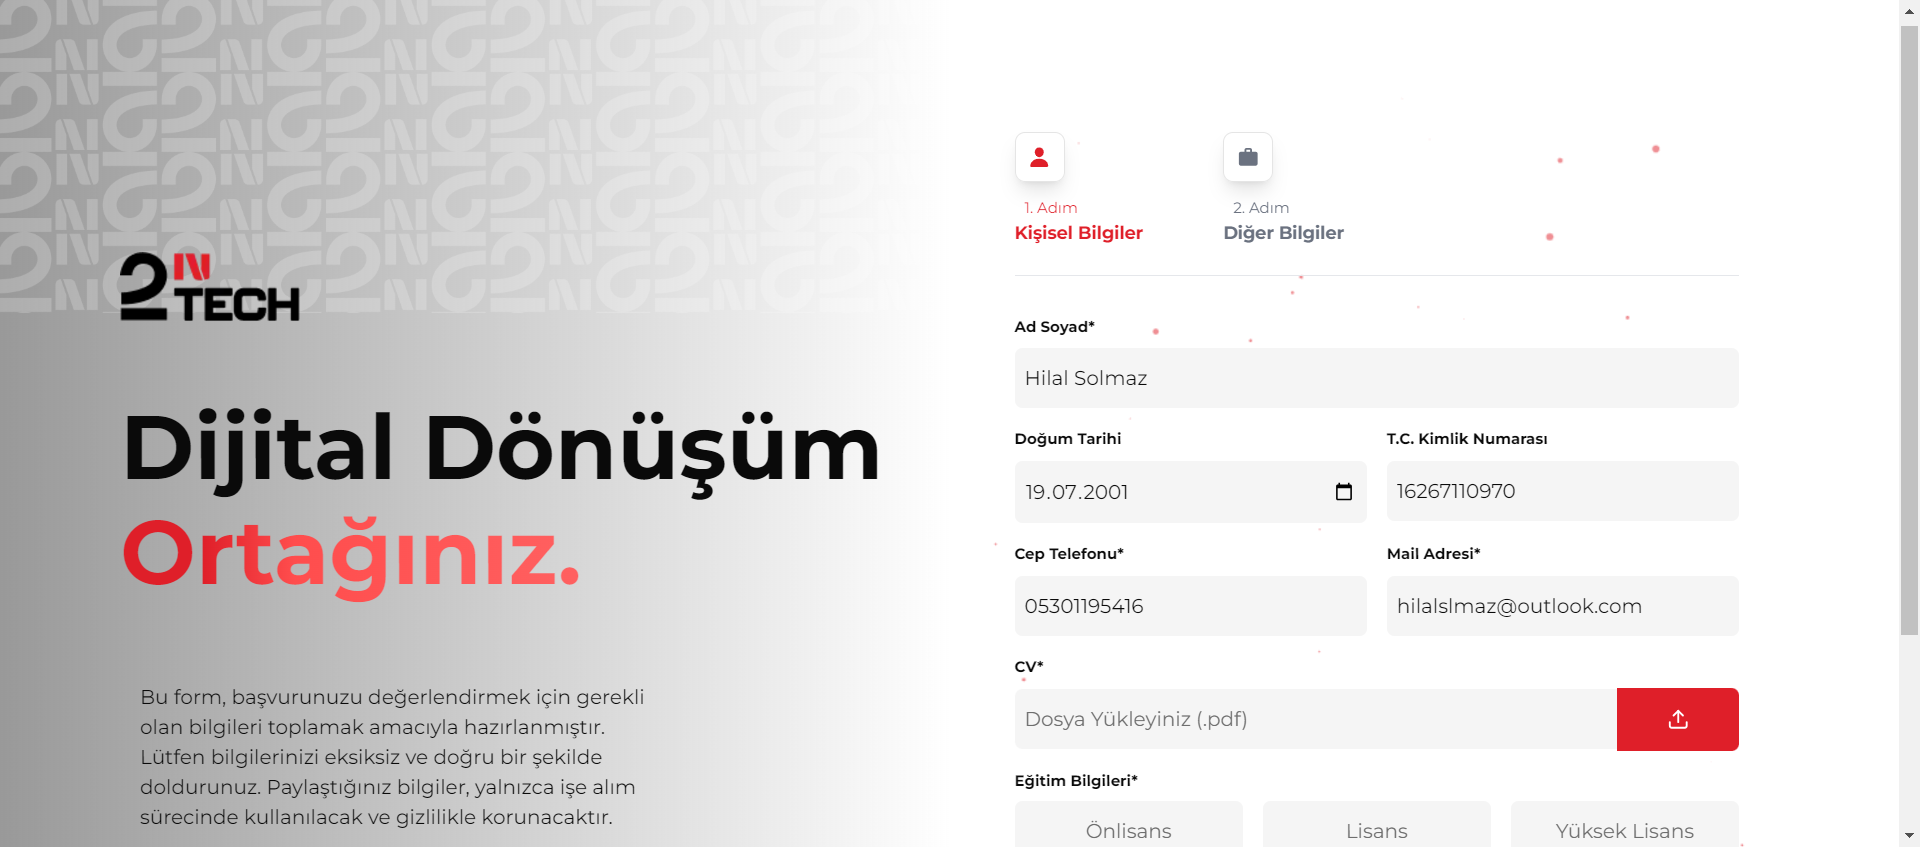 2N TECH
Dijital Dönüşüm
Ortağınız.
Bu form, başvurunuzu değerlendirmek için gerekli
olan bilgileri toplamak amacıyla hazırlanmıştır.
Lütfen bilgilerinizi eksiksiz ve doğru bir şekilde
doldurunuz. Paylaştığınız bilgiler, yalnızca işe alım
sürecinde kullanılacak ve gizlilikle korunacaktır.
1. Adım
Kişisel Bilgiler
2. Adım
Diğer Bilgiler
Ad Soyad*
Hilal Solmaz
Doğum Tarihi
T.C. Kimlik Numarası
19.07.2001
16267110970
Cep Telefonu*
Mail Adresi*
05301195416
hilalslmaz@outlook.com
CV*
Dosya Yükleyiniz (.pdf)
Eğitim Bilgileri*
Önlisans
Lisans
Yüksek Lisans